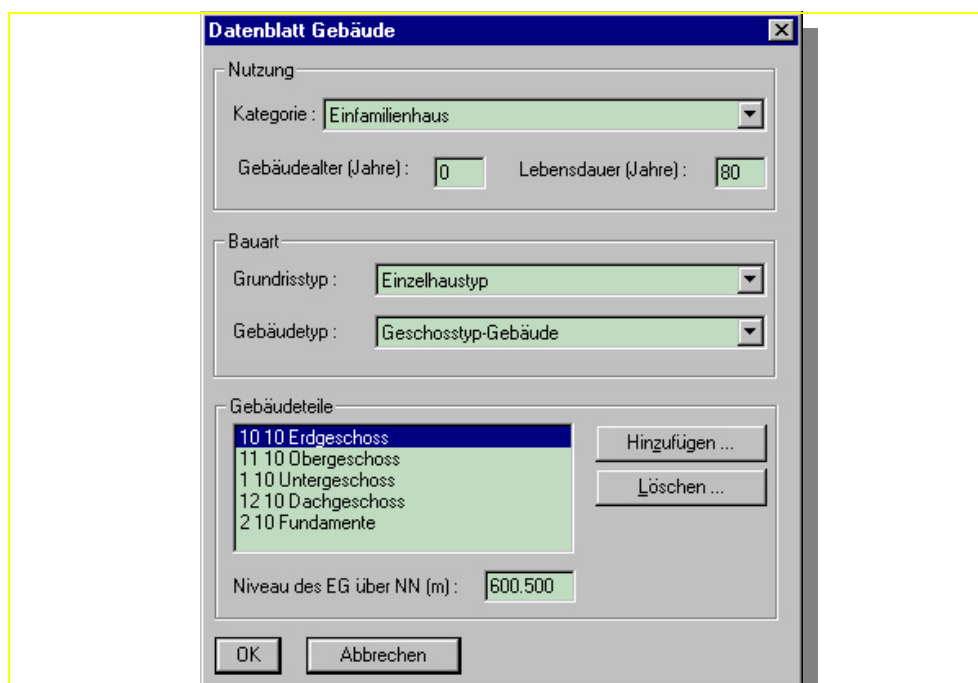 Datenblatt Gebäude
Nutzung
Kategorie : Einfamilienhaus
Gebäudealter (Jahre) : 0 Lebensdauer (Jahre) : 80
Bauart
Grundrisstyp : Einzelhaustyp
Gebäudetyp : Geschosstyp-Gebäude
Gebäudeteile
10 10 Erdgeschoss
Hinzufügen ...
11 10 Obergeschoss
1 10 Untergeschoss
Löschen ...
12 10 Dachgeschoss
2 10 Fundamente
Niveau des EG über NN (m) : 600.500
OK Abbrechen